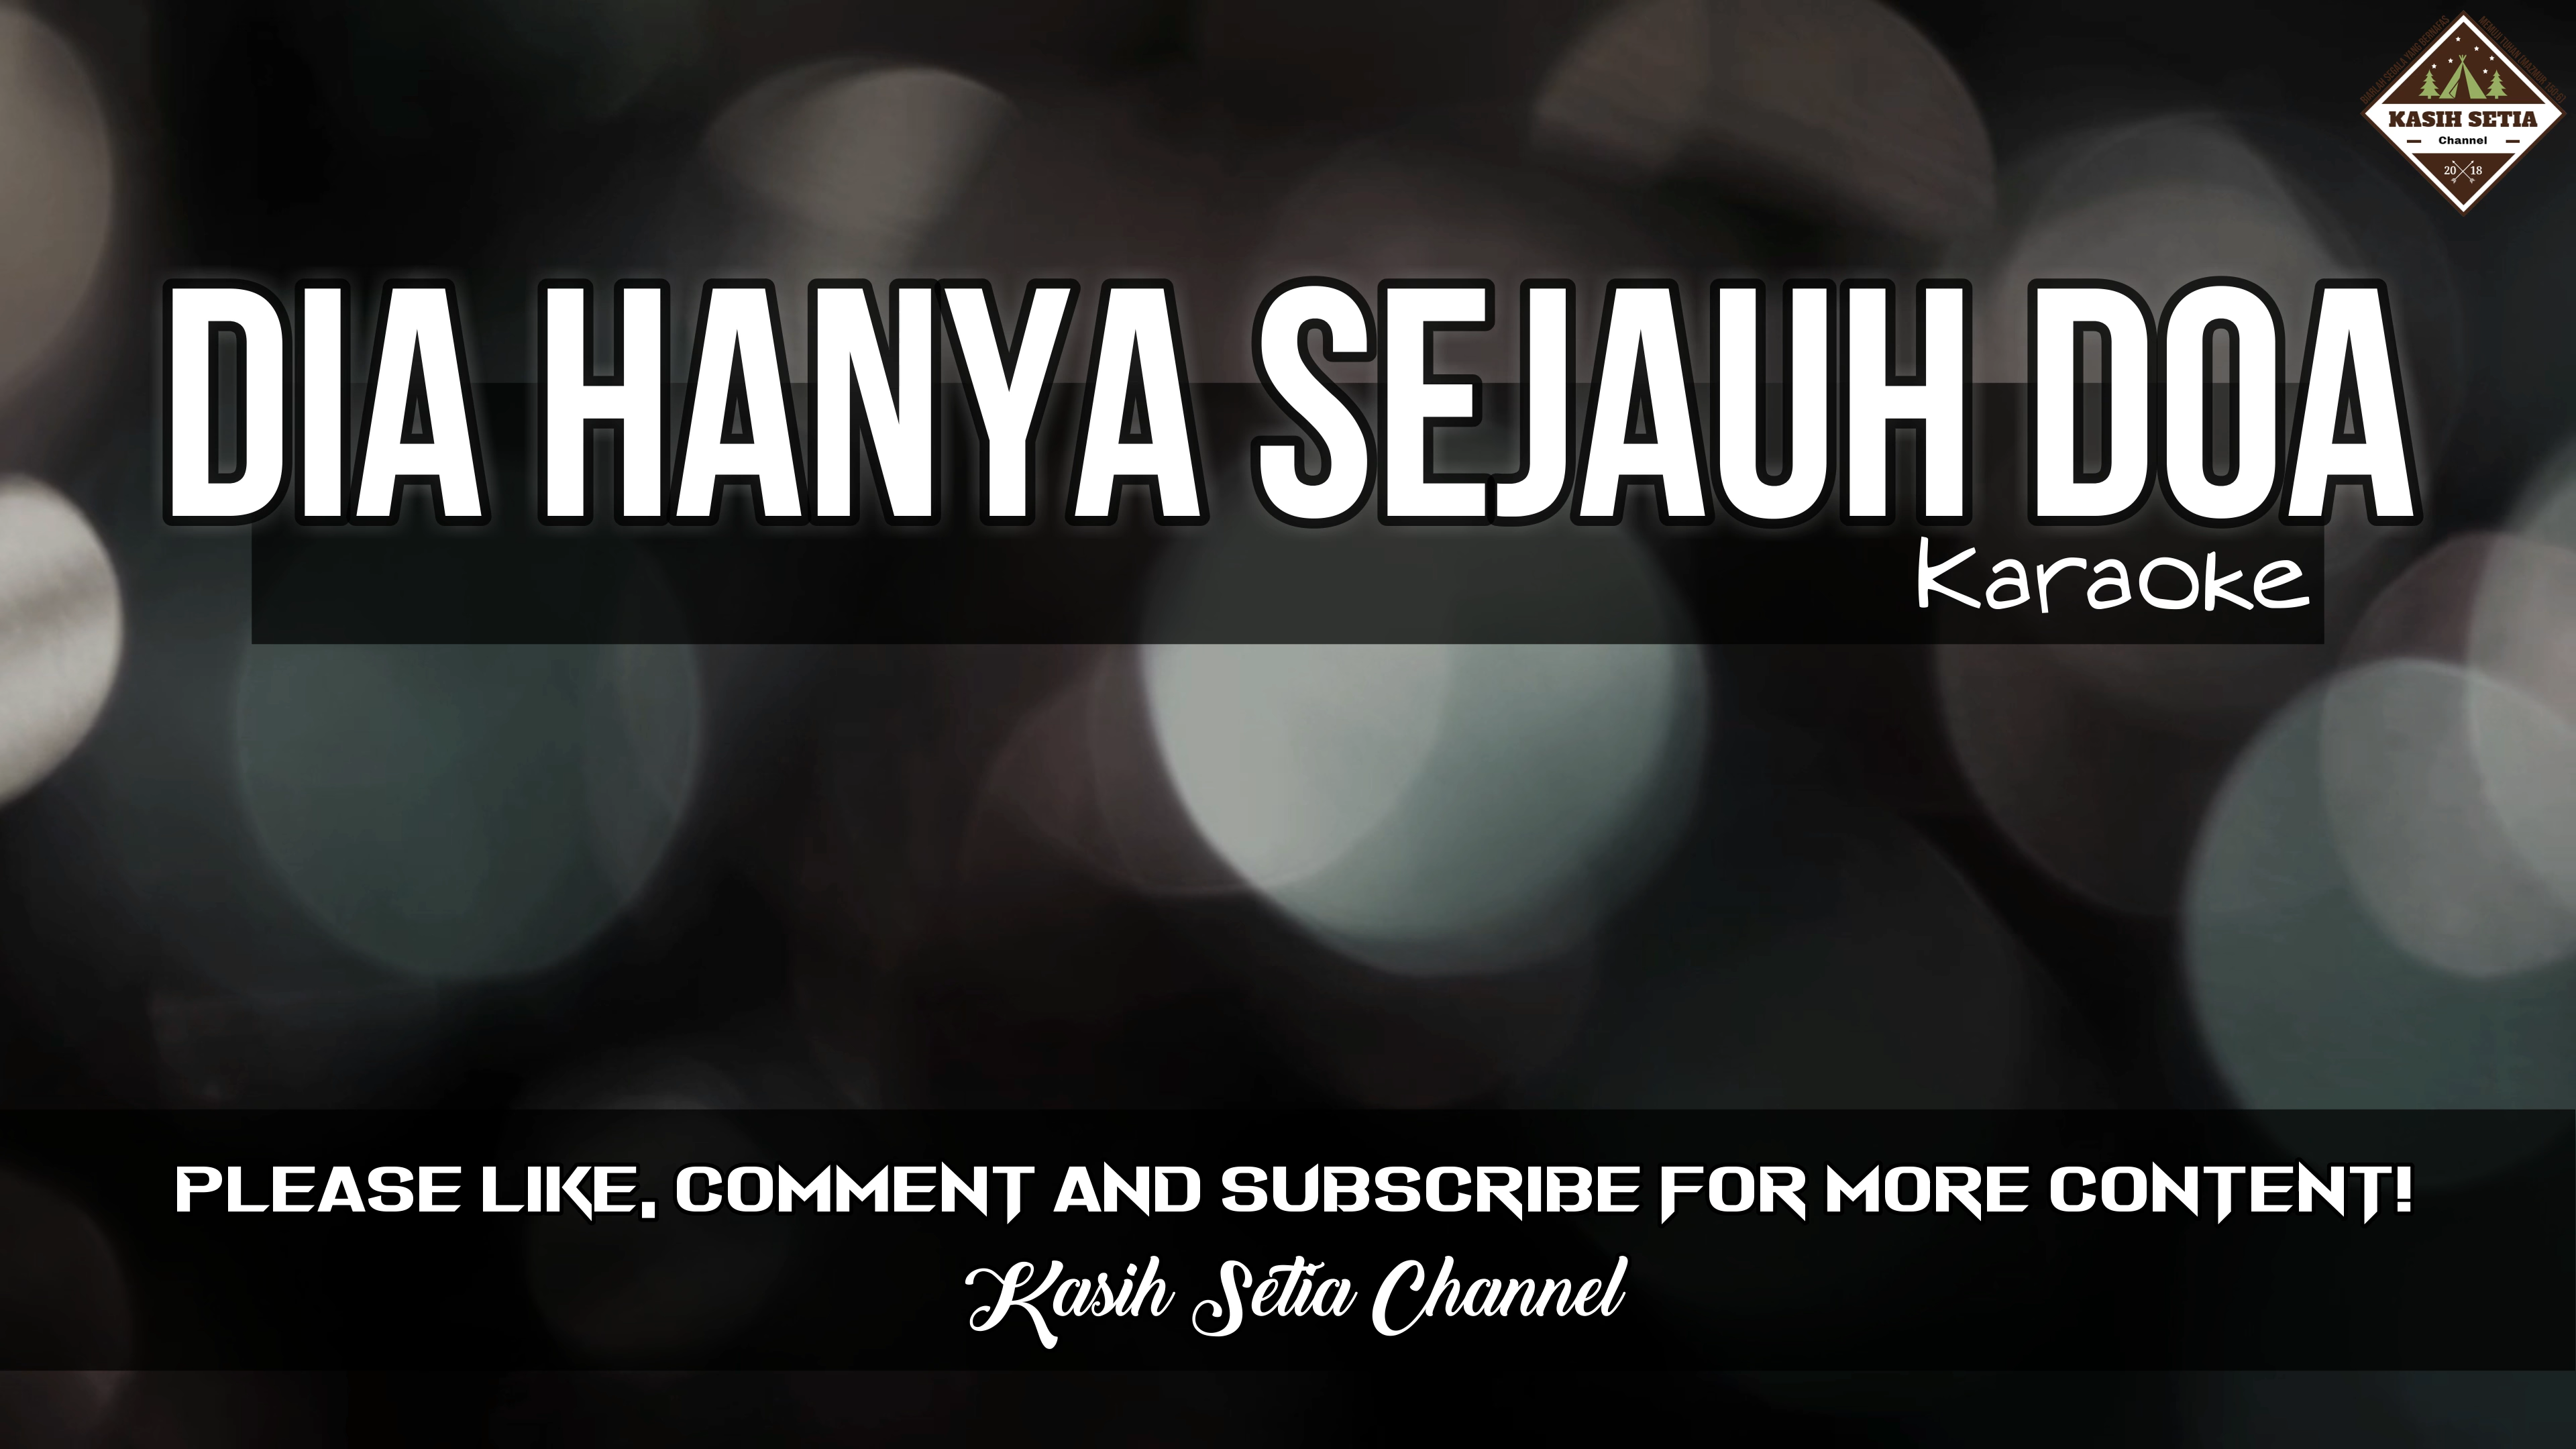 KASIH SETIA
Channel
20 18
DIA HANYA SEJAUH DOA
Karaoke
PLEASE LIKE, COMMENT AND SUBSCRIBE FOR MORE CONTENT!
Kasih Setia Channel